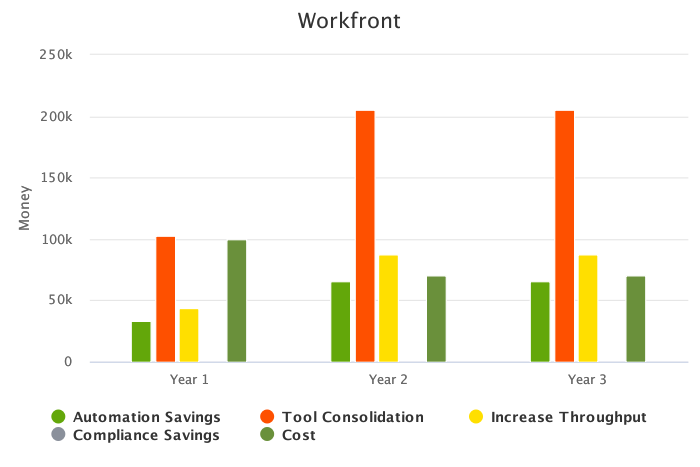 Workfront
250k
200k
150k
100k
50k
0
Money
Year 1
Year 2
Year 3
Automation Savings
Tool Consolidation
Increase Throughput
Compliance Savings
Cost